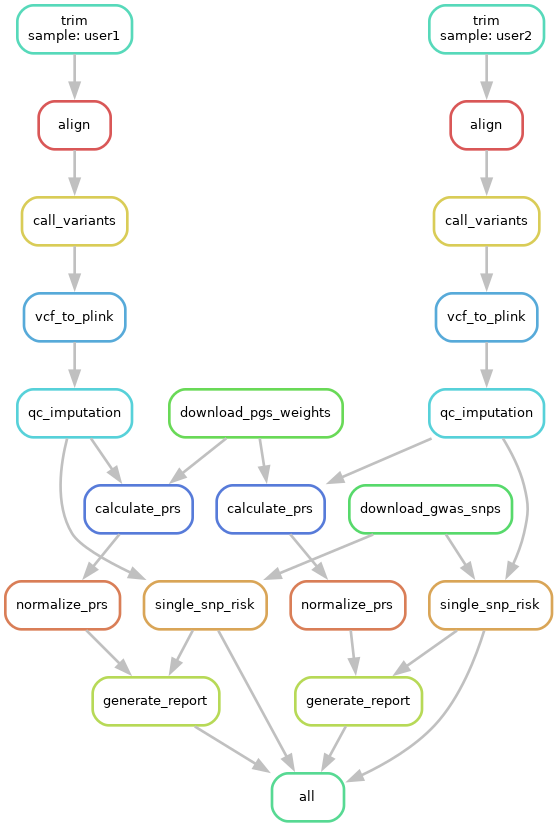 trim
sample: user1
trim
sample: user2
align
align
call_variants
call_variants
vcf_to_plink
vcf_to_plink
qc_imputation
download_pgs_weights
qc_imputation
calculate_prs
calculate_prs
download_gwas_snps
normalize_prs
single_snp_risk
normalize_prs
single_snp_risk
generate_report
generate_report
all